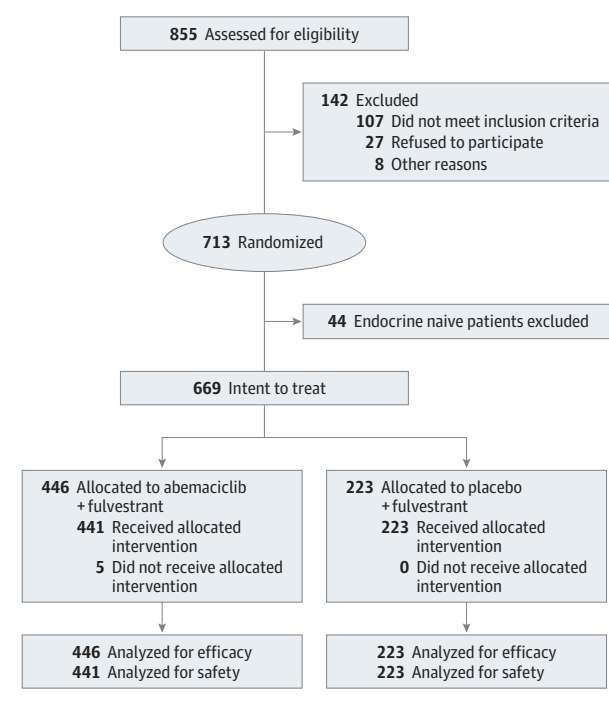 855 Assessed for eligibility
142 Excluded
107 Did not meet inclusion criteria
27 Refused to participate
8 Other reasons
713 Randomized
44 Endocrine naive patients excluded
669 Intent to treat
446 Allocated to abemaciclib
+ fulvestrant
441 Received allocated
intervention
5 Did not receive allocated
intervention
223 Allocated to placebo
+ fulvestrant
223 Received allocated
intervention
0 Did not receive allocated
intervention
446 Analyzed for efficacy
441 Analyzed for safety
223 Analyzed for efficacy
223 Analyzed for safety